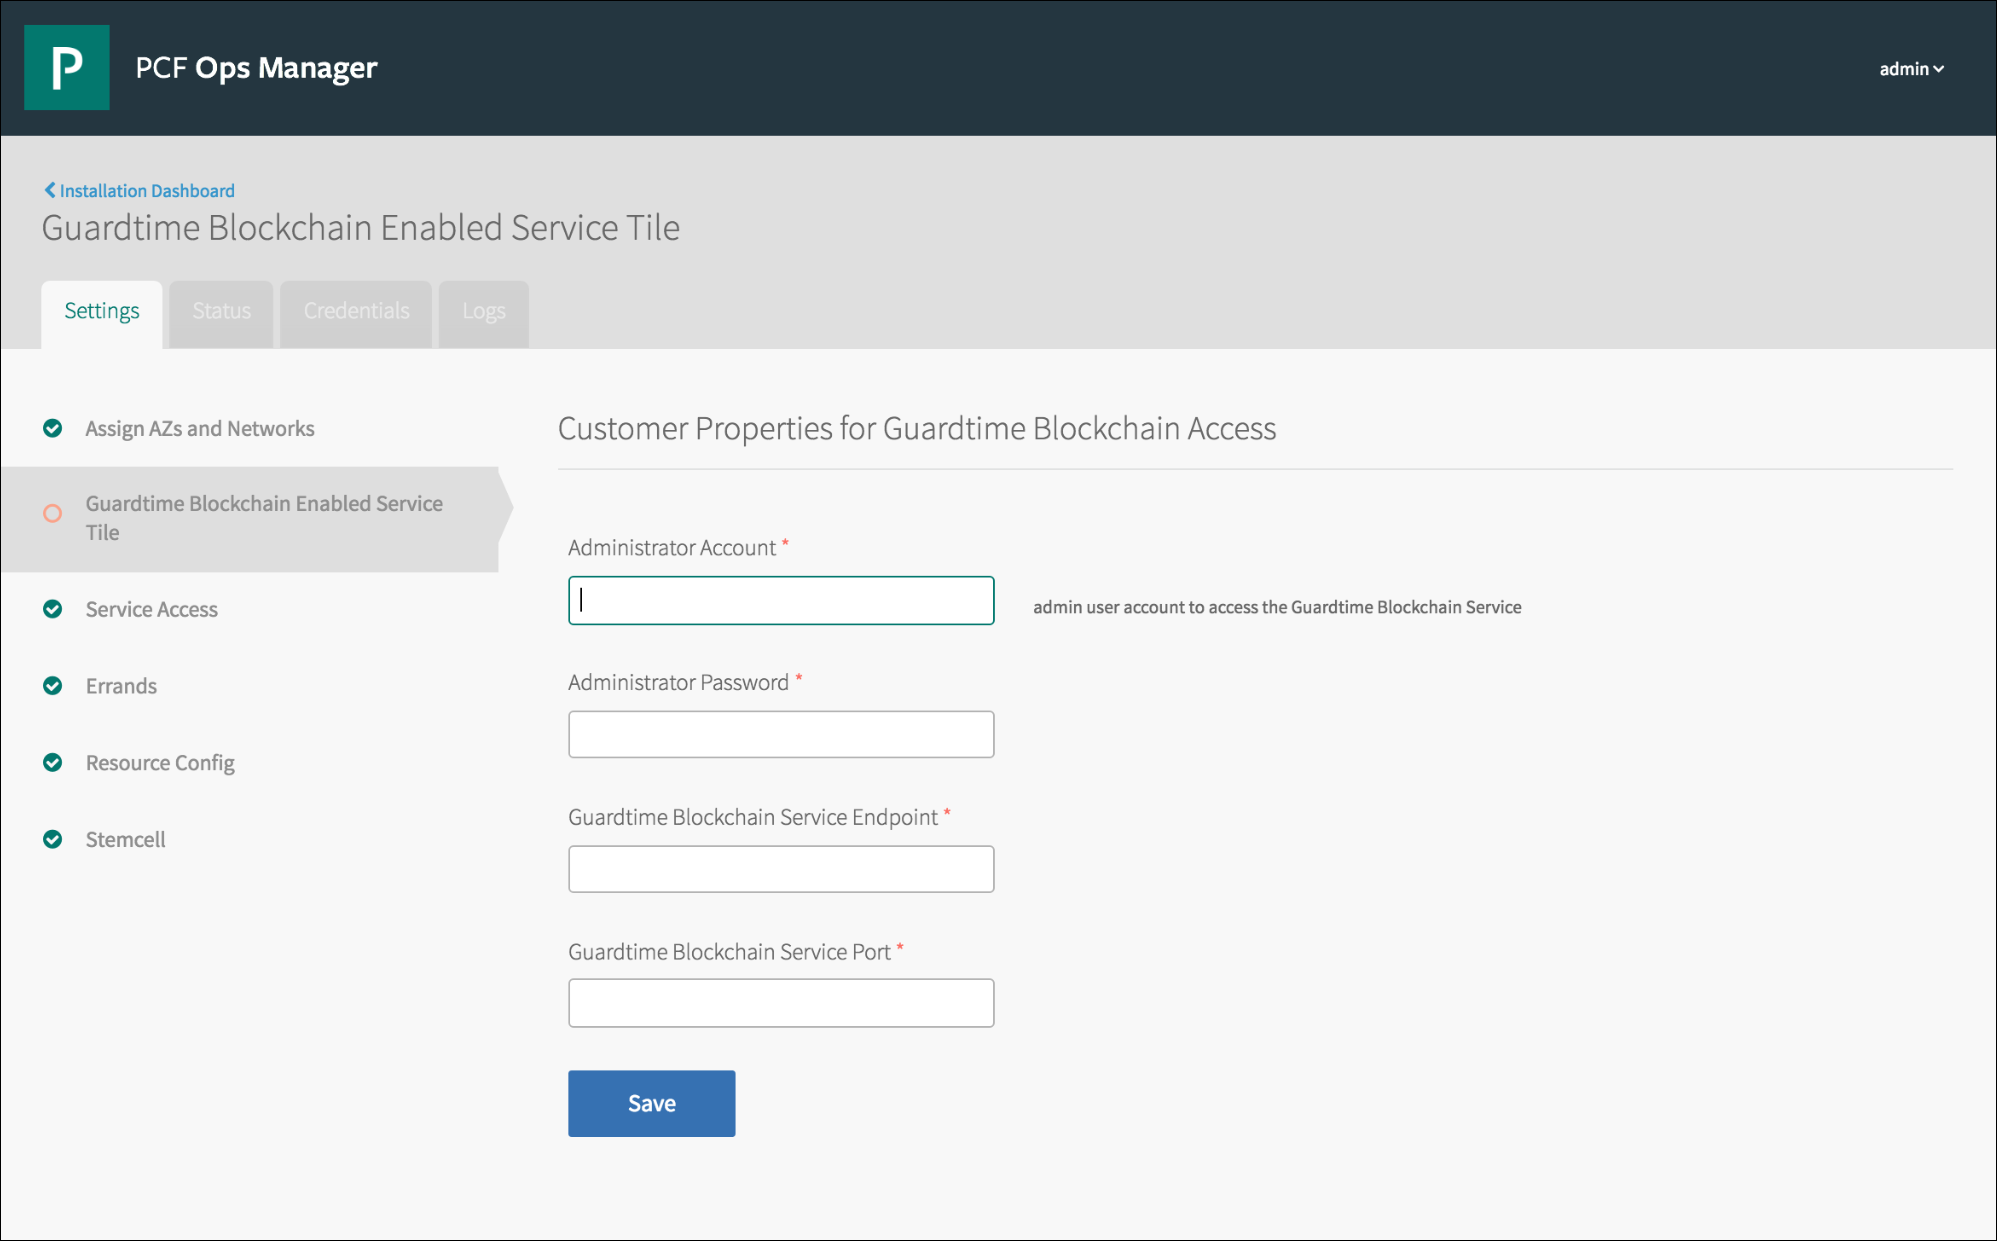 P
PCF Ops Manager
admin
Installation Dashboard
Guardtime Blockchain Enabled Service Tile
Settings
Status
Credentials
Logs
Assign AZs and Networks
Guardtime Blockchain Enabled Service
Tile
Service Access
Errands
Resource Config
Stemcell
Customer Properties for Guardtime Blockchain Access
Administrator Account *
admin user account to access the Guardtime Blockchain Service
Administrator Password *
Guardtime Blockchain Service Endpoint *
Guardtime Blockchain Service Port *
Save